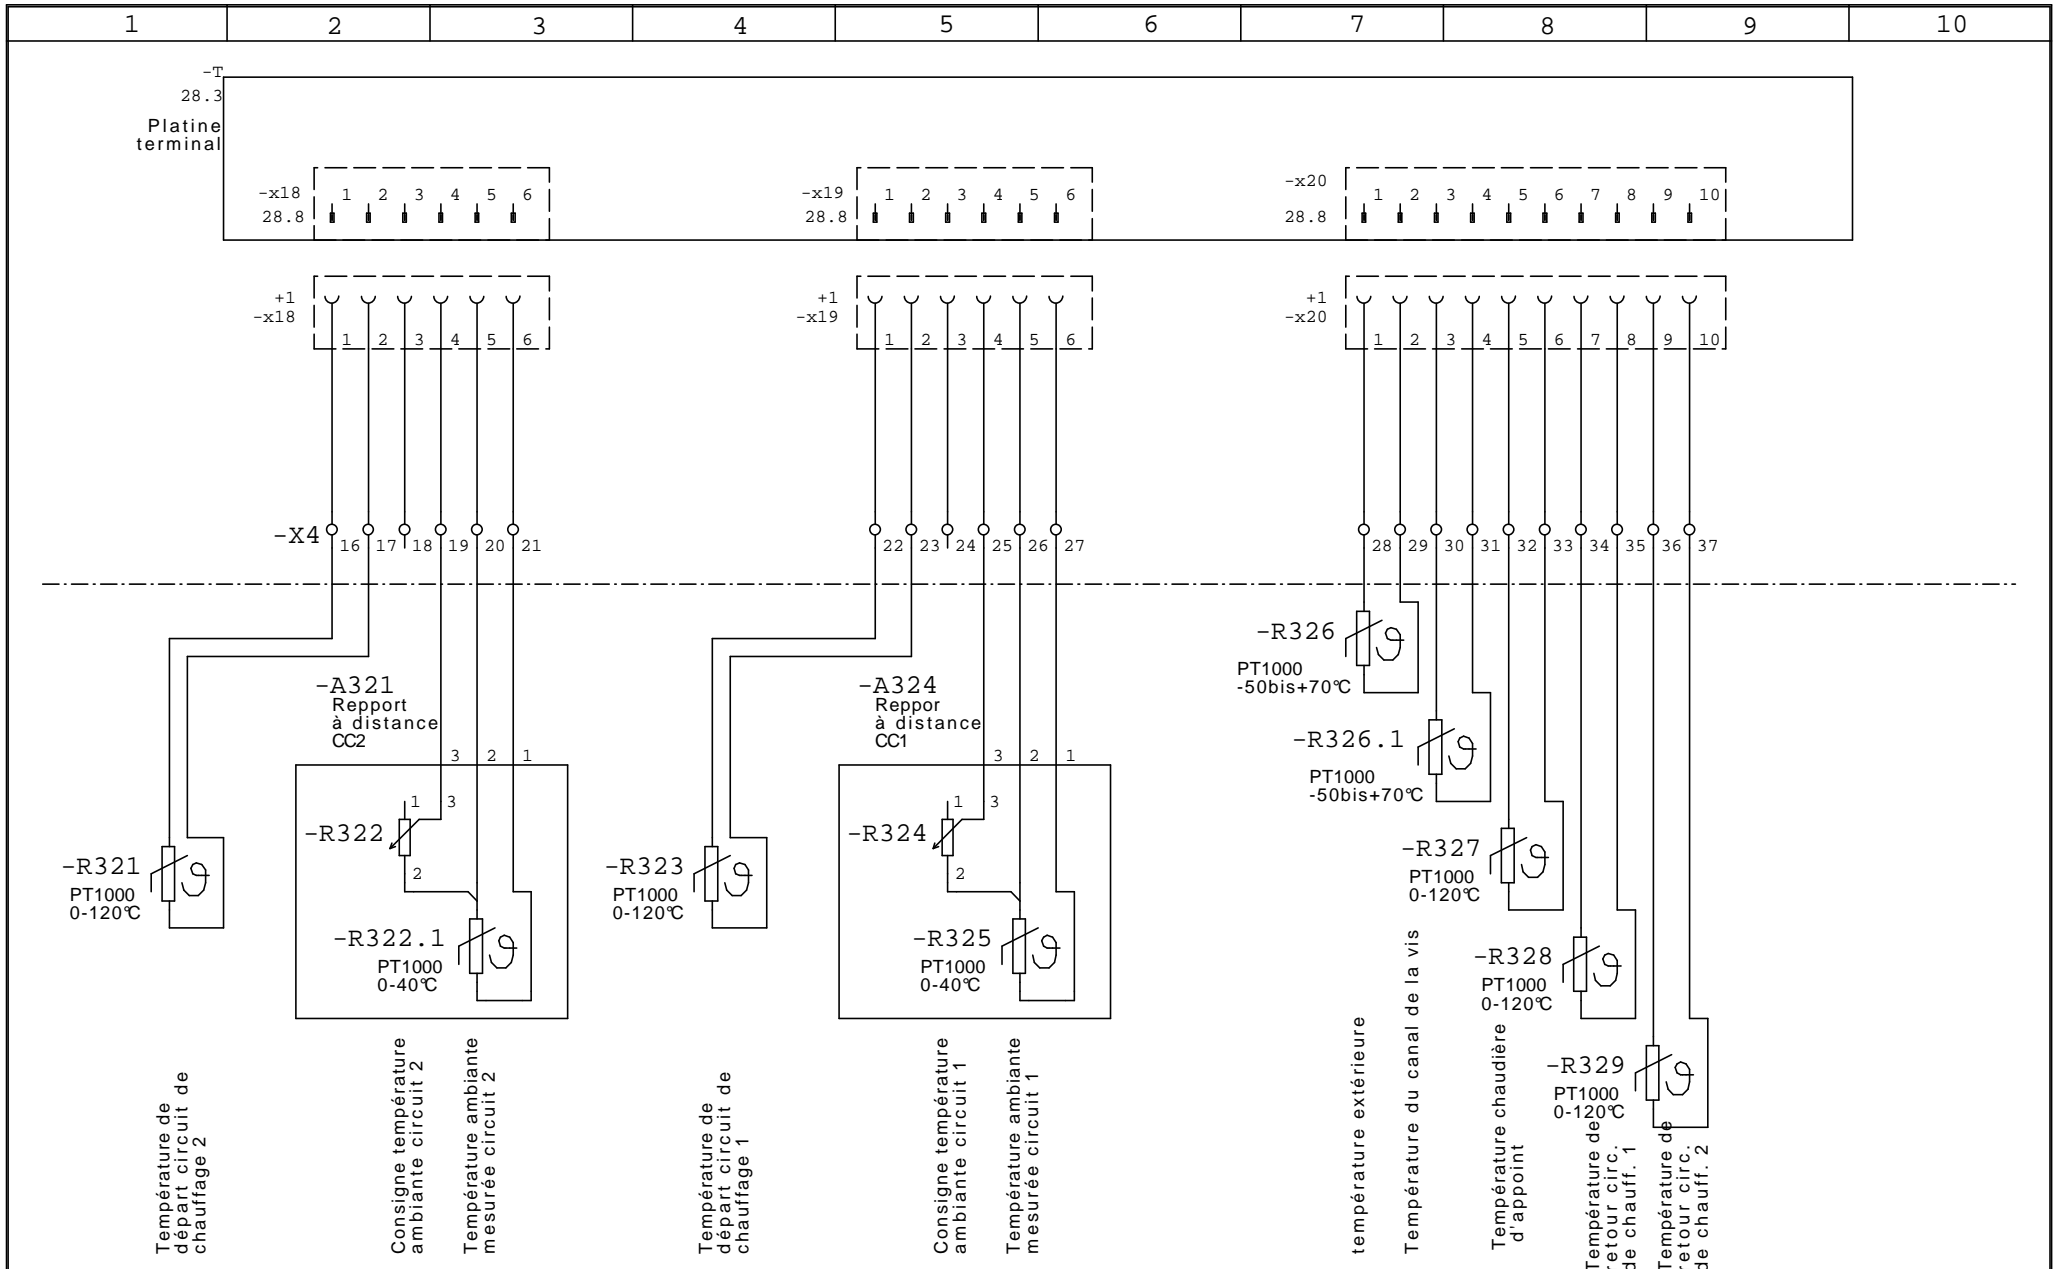 1 2 3 4 5 6 7 8 9 10
-T
28.3
Platine
terminal
-x18 1 2 3 4 5 6
28.8
-x19 1 2 3 4 5 6
28.8
-x20 1 2 3 4 5 6 7 8 9 10
28.8
+1
-x18
1 2 3 4 5 6
+1
-x19
1 2 3 4 5 6
+1
-x20
1 2 3 4 5 6 7 8 9 10
-X4 16 17 18 19 20 21
22 23 24 25 26 27
28 29 30 31 32 33 34 35 36 37
-A321
Repport
à distance
CC2
3 2 1
1 3
-R322
2
-R322.1
PT1000
0-40°C
-R321
PT1000
0-120°C
-A324
Reppor
à distance
CC1
3 2 1
1 3
-R324
2
-R325
PT1000
0-40°C
-R323
PT1000
0-120°C
-R326
PT1000
-50bis+70°C
-R326.1
PT1000
-50bis+70°C
-R327
PT1000
0-120°C
-R328
PT1000
0-120°C
-R329
PT1000
0-120°C
Température de
départ circuit de
chauffage 2
Consigne température
ambiante circuit 2
Température ambiante
mesurée circuit 2
Température de
départ circuit de
chauffage 1
Consigne température
ambiante circuit 1
Température ambiante
mesurée circuit 1
température extérieure
Température du canal de la vis
Température chaudière
d'appoint
Température de
retour circ.
de chauff. 1
Température de
retour circ.
de chauff. 2